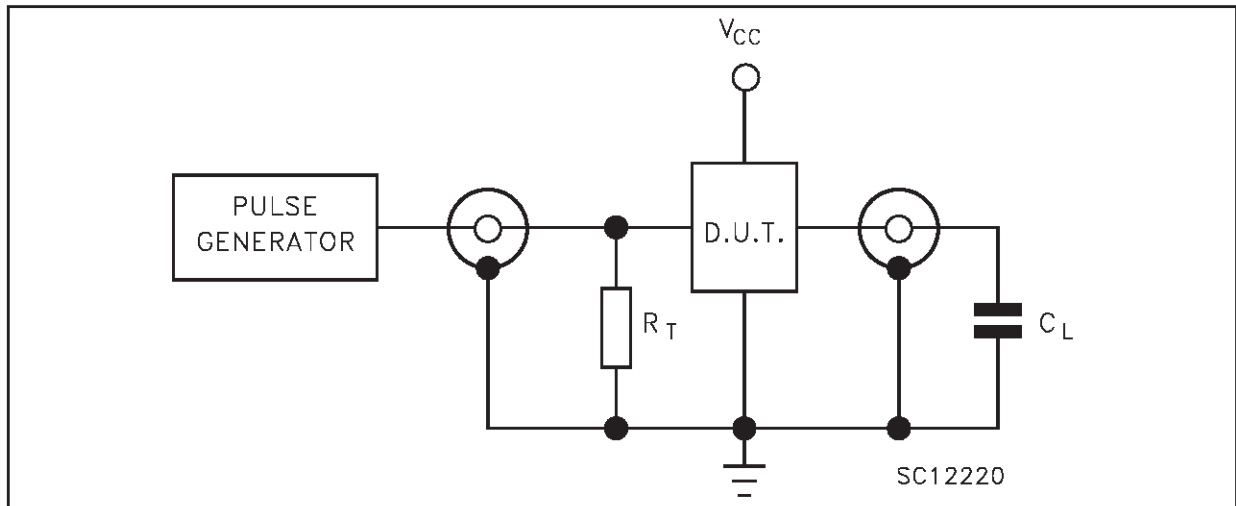 VCC
PULSE
GENERATOR
D.U.T.
RT
CL
SC12220